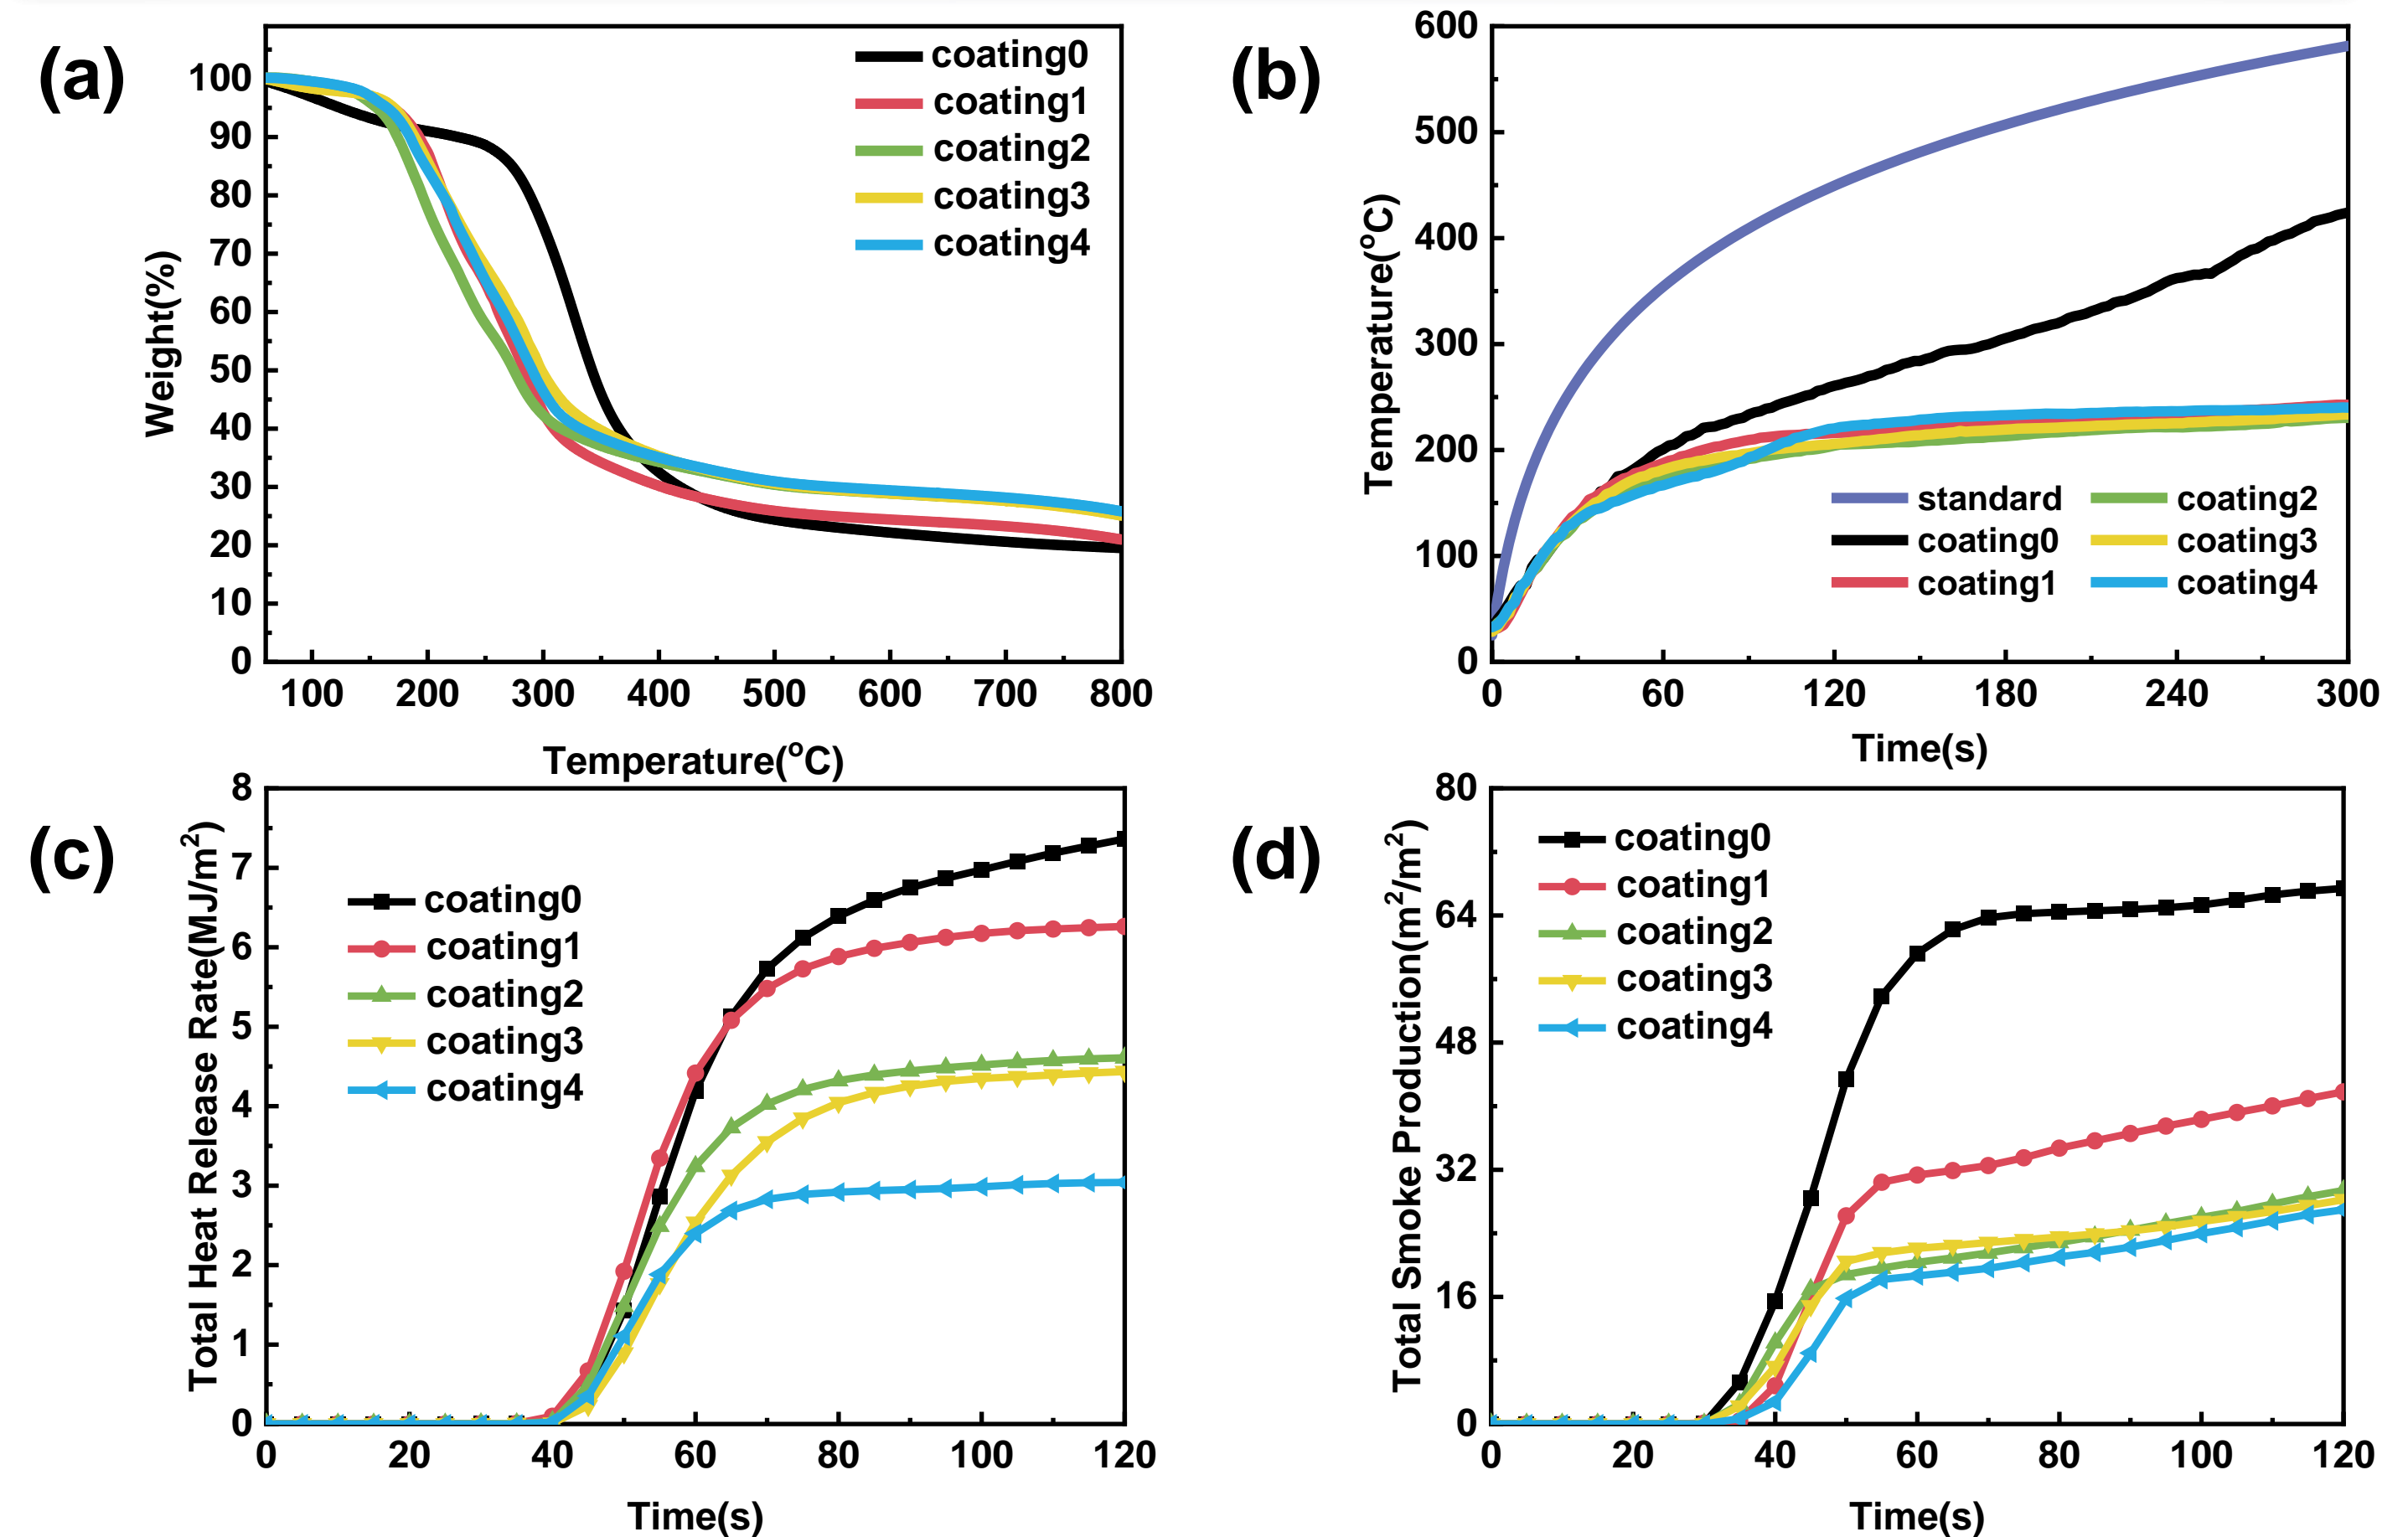 (a)
100
90
80
70
60
50
40
30
20
10
0
Weight(%)
coating0
coating1
coating2
coating3
coating4
100 200 300 400 500 600 700 800
Temperature(°C)
(b)
600
500
400
300
200
100
0
Temperature(°C)
standard coating2
coating0 coating3
coating1 coating4
0 60 120 180 240 300
Time(s)
(c)
8
7
6
5
4
3
2
1
0
Total Heat Release Rate(MJ/m²)
coating0
coating1
coating2
coating3
coating4
0 20 40 60 80 100 120
Time(s)
(d)
80
64
48
32
16
0
Total Smoke Production(m²/m²)
coating0
coating1
coating2
coating3
coating4
0 20 40 60 80 100 120
Time(s)